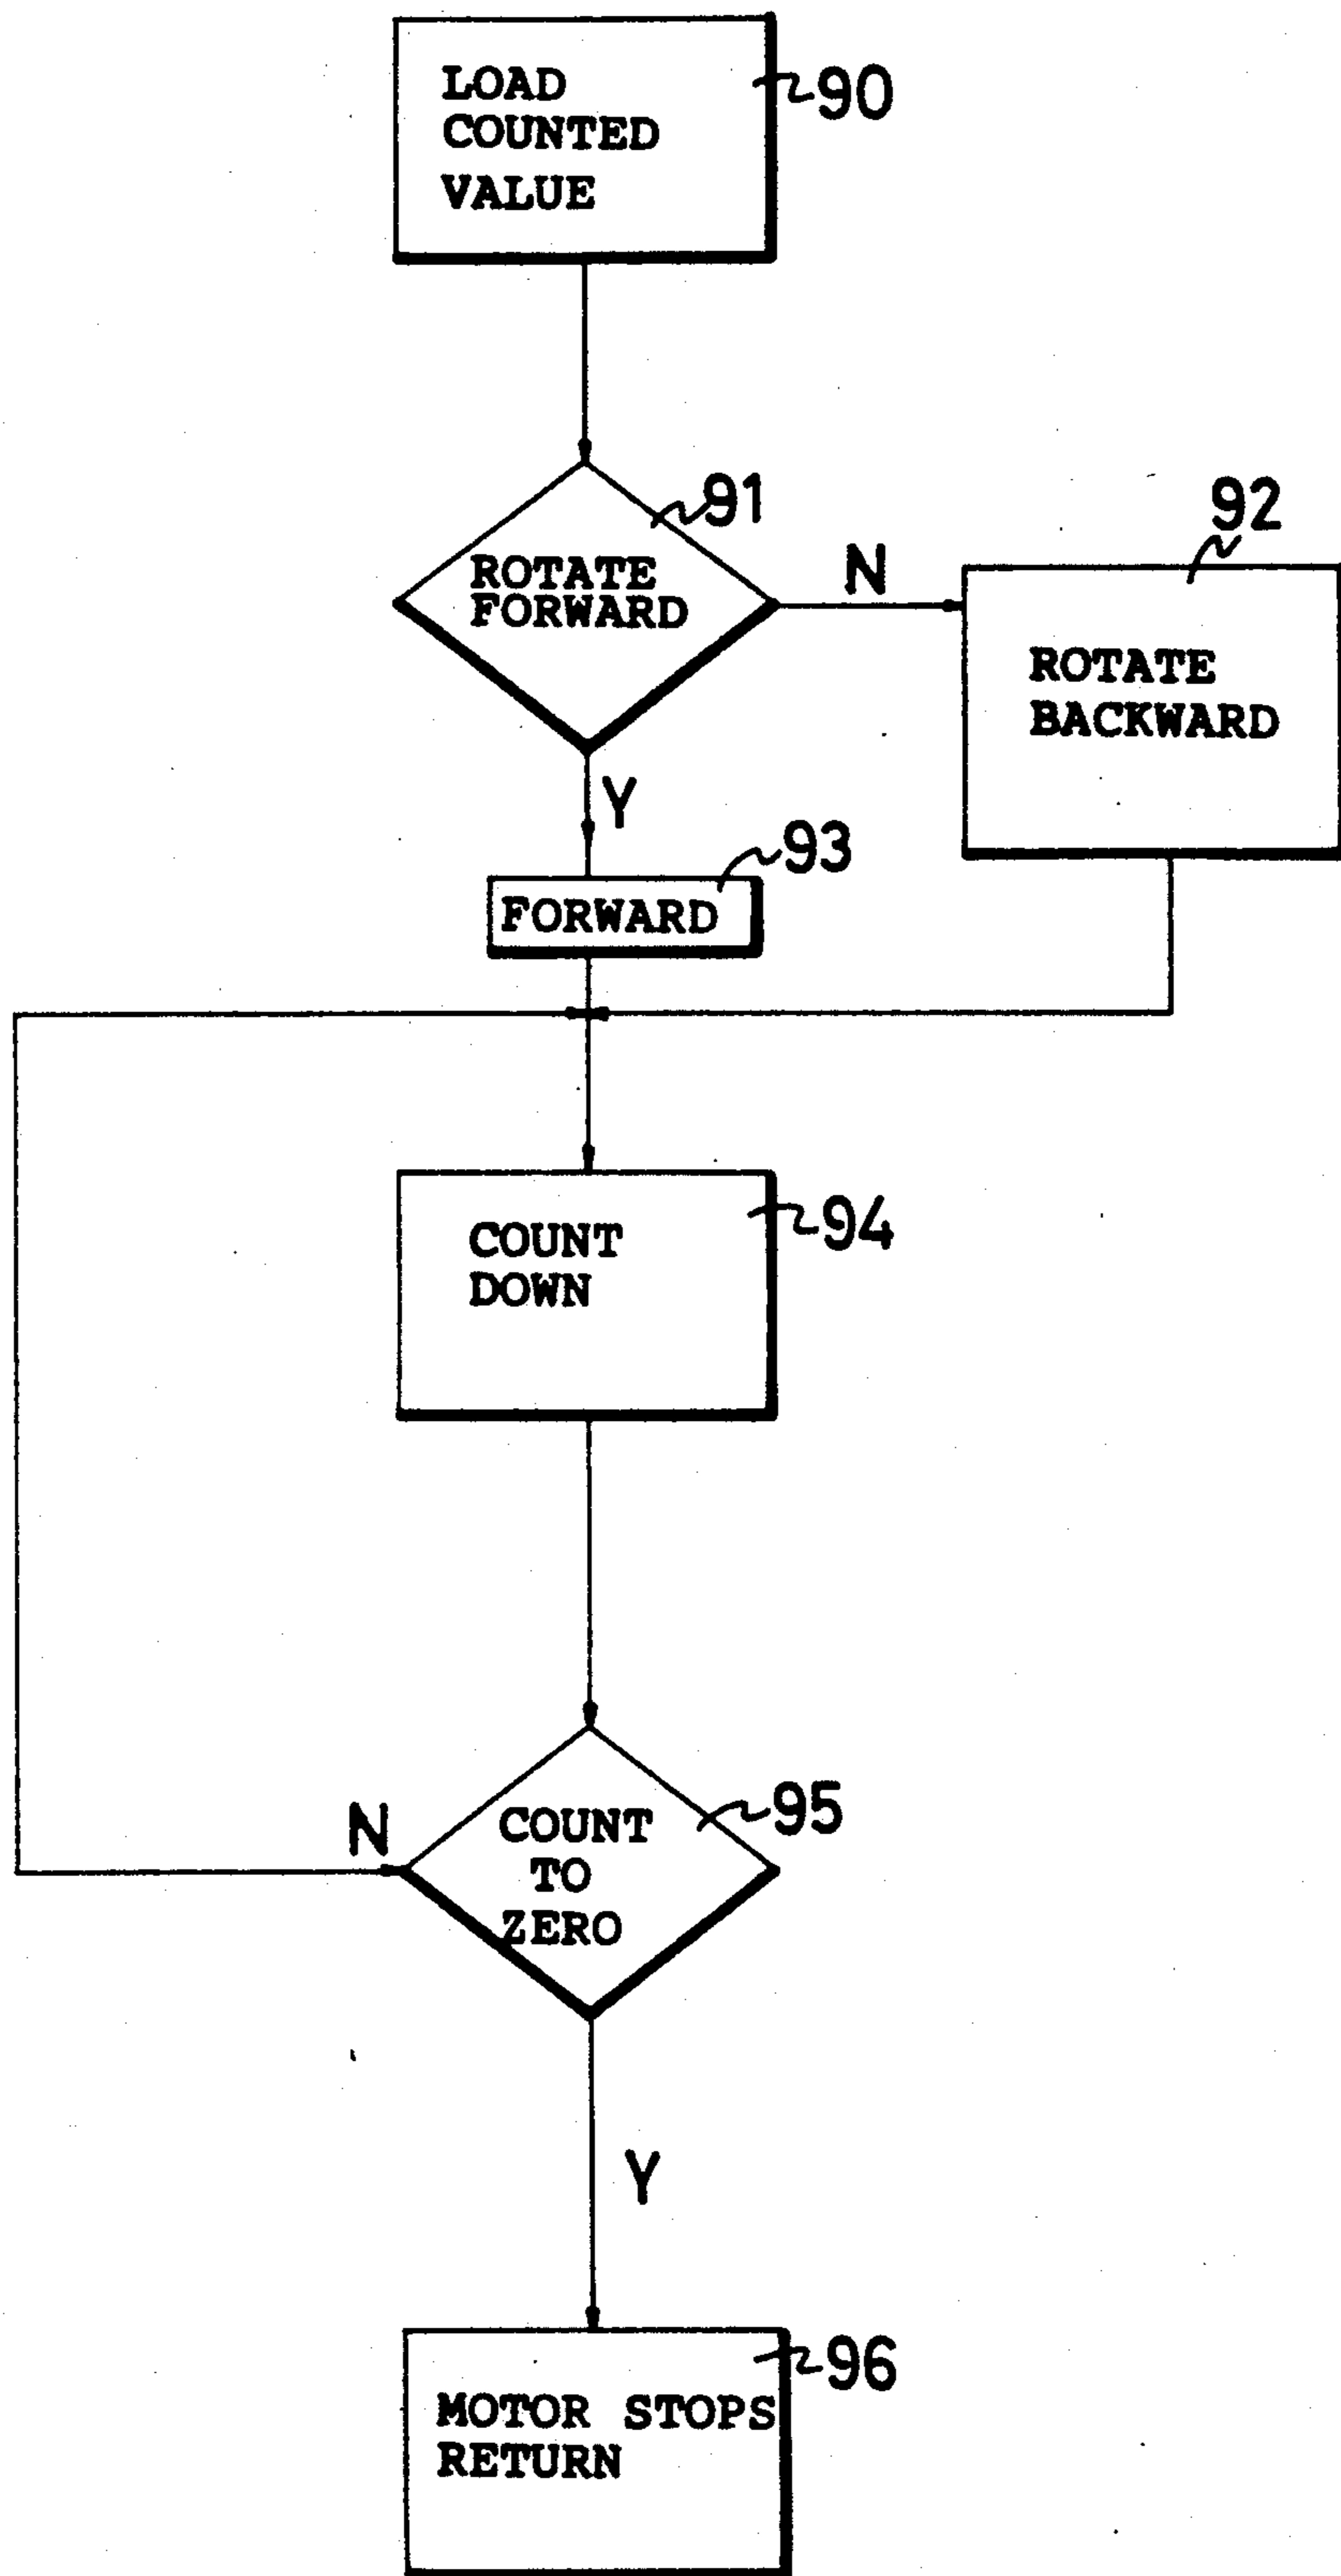 LOAD
COUNTED
VALUE
90
91
ROTATE
FORWARD
N
92
ROTATE
BACKWARD
Y
93
FORWARD
94
COUNT
DOWN
95
N
COUNT
TO
ZERO
Y
96
MOTOR STOPS
RETURN